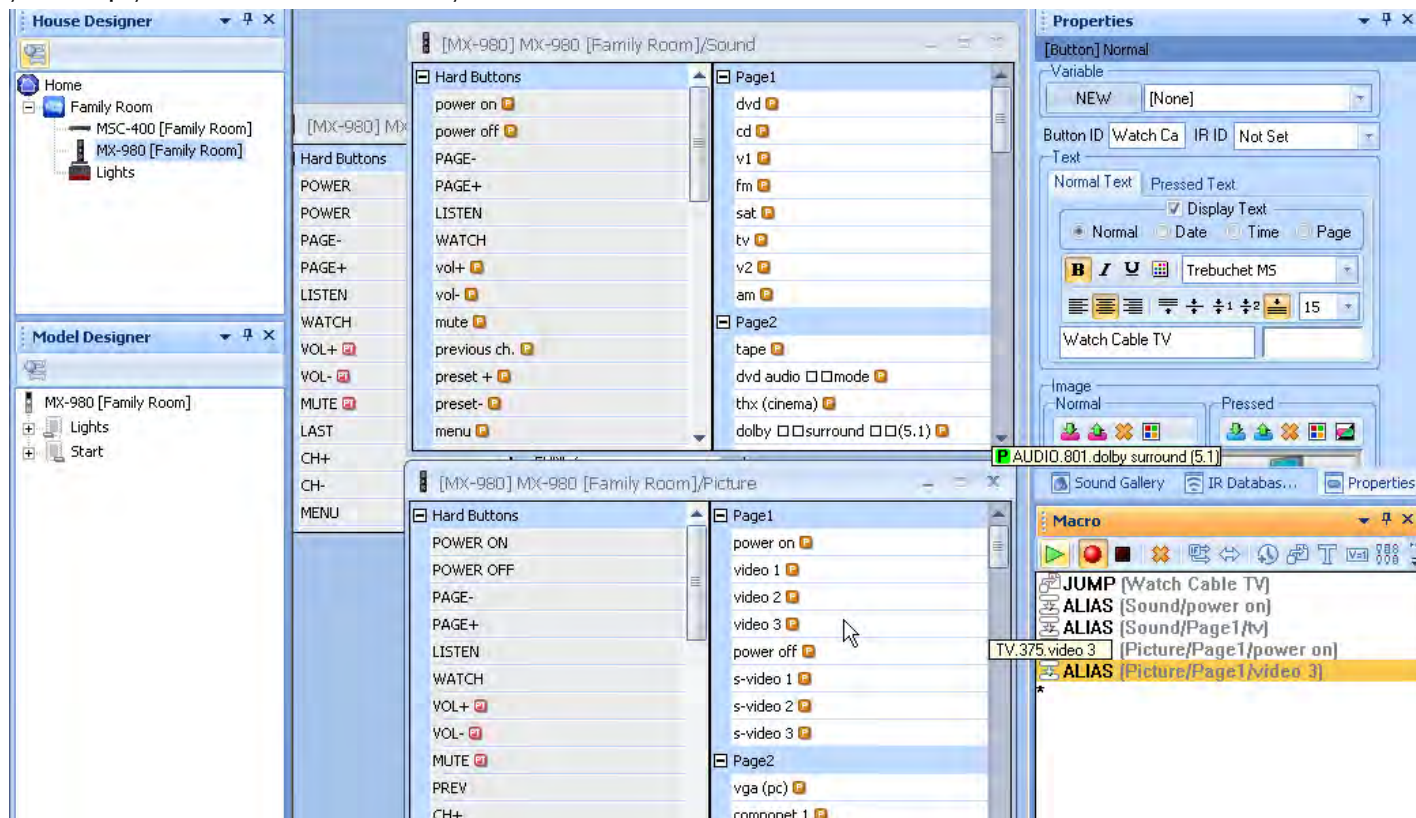 House Designer
Home
Family Room
MSC-400 [Family Room]
MX-980 [Family Room]
Lights
Model Designer
MX-980 [Family Room]
Lights
Start
[MX-980] MX
Hard Buttons
POWER
POWER
PAGE-
PAGE+
LISTEN
WATCH
VOL+
VOL-
MUTE
LAST
CH+
CH-
MENU
[MX-980] MX-980 [Family Room]/Sound
Hard Buttons
power on
power off
PAGE-
PAGE+
LISTEN
WATCH
vol+
vol-
mute
previous ch.
preset +
preset-
menu
Page1
dvd
cd
v1
fm
sat
tv
v2
am
Page2
tape
dvd audio □□mode
thx (cinema)
dolby □□surround □□(5.1)
P AUDIO.801.dolby surround (5.1)
[MX-980] MX-980 [Family Room]/Picture
Hard Buttons
POWER ON
POWER OFF
PAGE-
PAGE+
LISTEN
WATCH
VOL+
VOL-
MUTE
PREV
CH+
Page1
power on
video 1
video 2
video 3
power off
s-video 1
s-video 2
s-video 3
Page2
vga (pc)
componet 1
TV.375.video 3
Properties
[Button] Normal
Variable
NEW [None]
Button ID Watch Ca IR ID Not Set
Text
Normal Text Pressed Text
Display Text
Normal Date Time Page
B I U Trebuchet MS
15
Watch Cable TV
Image
Normal Pressed
Sound Gallery IR Databas... Properties
Macro
JUMP (Watch Cable TV)
ALIAS (Sound/power on)
ALIAS (Sound/Page1/tv)
(Picture/Page1/power on)
ALIAS (Picture/Page1/video 3)
*